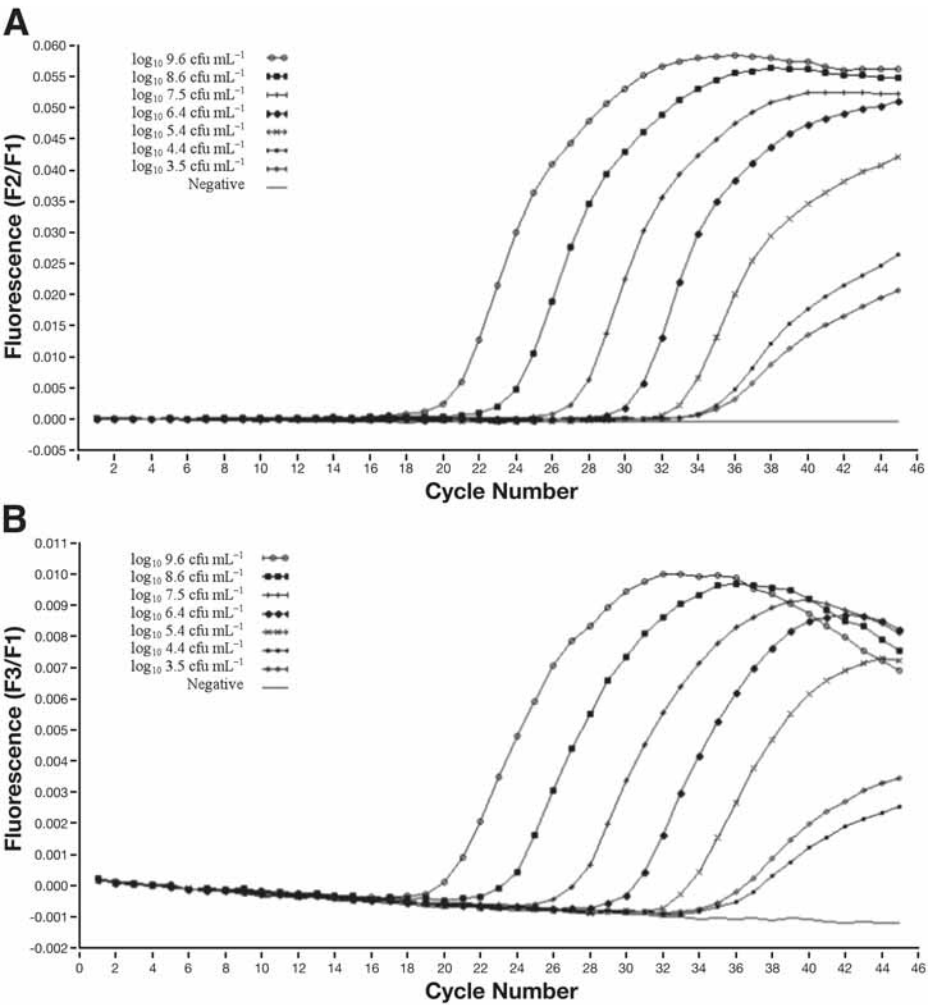 A
0.060
0.055
0.050
0.045
0.040
0.035
0.030
0.025
0.020
0.015
0.010
0.005
0.000
-0.005
Fluorescence (F2/F1)
log₁₀ 9.6 cfu mL⁻¹
log₁₀ 8.6 cfu mL⁻¹
log₁₀ 7.5 cfu mL⁻¹
log₁₀ 6.4 cfu mL⁻¹
log₁₀ 5.4 cfu mL⁻¹
log₁₀ 4.4 cfu mL⁻¹
log₁₀ 3.5 cfu mL⁻¹
Negative
2 4 6 8 10 12 14 16 18 20 22 24 26 28 30 32 34 36 38 40 42 44 46
Cycle Number
B
0.011
0.010
0.009
0.008
0.007
0.006
0.005
0.004
0.003
0.002
0.001
0.000
-0.001
-0.002
Fluorescence (F3/F1)
log₁₀ 9.6 cfu mL⁻¹
log₁₀ 8.6 cfu mL⁻¹
log₁₀ 7.5 cfu mL⁻¹
log₁₀ 6.4 cfu mL⁻¹
log₁₀ 5.4 cfu mL⁻¹
log₁₀ 4.4 cfu mL⁻¹
log₁₀ 3.5 cfu mL⁻¹
Negative
0 2 4 6 8 10 12 14 16 18 20 22 24 26 28 30 32 34 36 38 40 42 44 46
Cycle Number